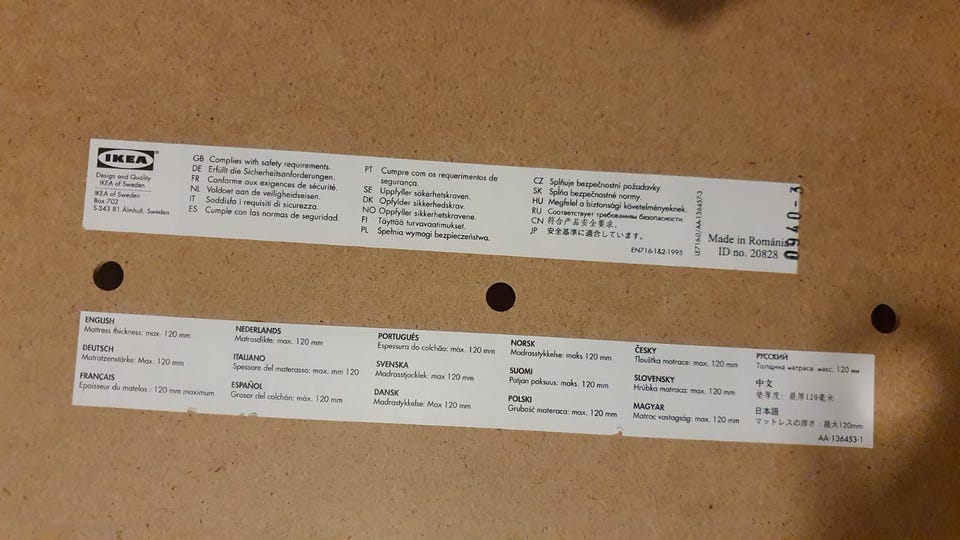 IKEA®
Design and Quality
IKEA of Sweden
IKEA of Sweden
Box 702
S-343 81 Älmhult, Sweden
GB Complies with safety requirements.
DE Erfüllt die Sicherheitsanforderungen.
FR Conforme aux exigences de sécurité.
NL Voldoet aan de veiligheidseisen.
IT Soddisfa i requisiti di sicurezza.
ES Cumple con las normas de seguridad.
PT Cumpre com os requerimentos de
segurança.
SE Uppfyller säkerhetskraven.
DK Opfylder sikkerhedskrav.
NO Oppfyller sikkerhetskravene.
FI Täyttää turvavaatimukset.
PL Spełnia wymogi bezpieczeństwa.
CZ Splňuje bezpečnostní požadavky.
SK Spĺňa bezpečnostné normy.
HU Megfelel a biztonsági követelményeknek.
RU Соответствует требованиям безопасности.
CN 符合产品安全要求.
JP 安全基準に適合しています。
EN716-1&2-1995
LE716-0/AA-136457-3
Made in România
ID no. 20828
0940-3
ENGLISH
Mattress thickness: max. 120 mm
DEUTSCH
Matratzenstärke: Max. 120 mm
FRANÇAIS
Epaisseur du matelas : 120 mm maximum
NEDERLANDS
Matrasdikte: max. 120 mm
ITALIANO
Spessore del materasso: max. mm 120
ESPAÑOL
Grosor del colchón: máx. 120 mm
PORTUGUÊS
Espessura do colchão: máx. 120 mm
SVENSKA
Madrasstjocklek: max. 120 mm
DANSK
Madrastykkelse: Max 120 mm
NORSK
Madrasstykkelse: maks 120 mm
SUOMI
Patjan paksuus: maks. 120 mm
POLSKI
Grubość materaca: max. 120 mm
ČESKY
Tloušťka matrace: max. 120 mm
SLOVENSKY
Hrúbka matraca: max. 120 mm
MAGYAR
Matrac vastagság: max. 120 mm
РУССКИЙ
Толщина матраса: макс. 120 мм
中文
垫厚度: 最厚120毫米
日本語
マットレスの厚さ：最大120mm
AA-136453-1